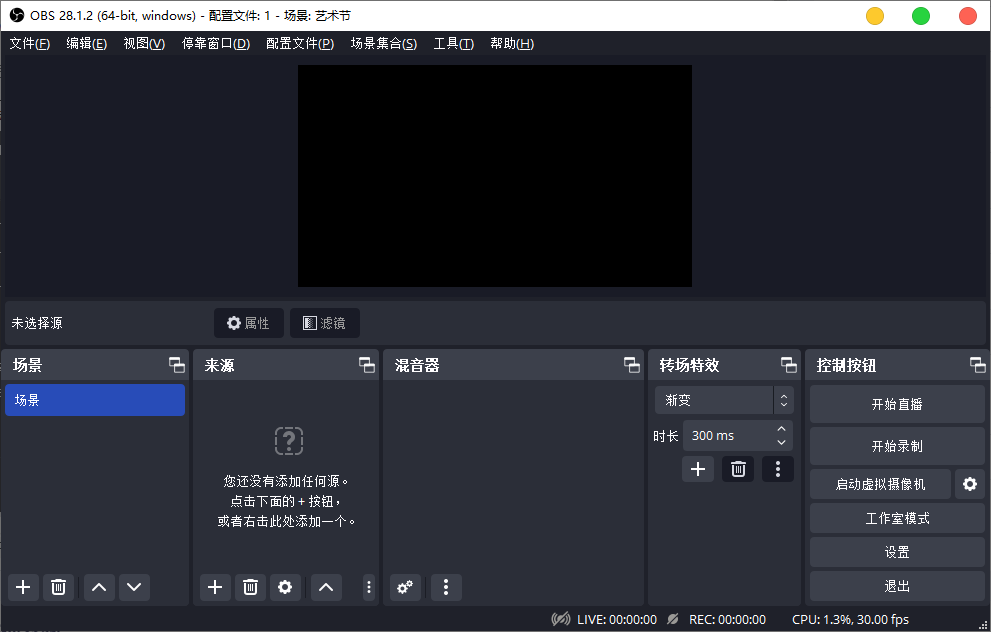 OBS 28.1.2 (64-bit, windows) - 配置文件: 1 - 场景: 艺术节
文件(F) 编辑(E) 视图(V) 停靠窗口(D) 配置文件(P) 场景集合(S) 工具(T) 帮助(H)
未选择源 属性 滤镜
场景 来源 混音器 转场特效 控制按钮
场景
渐变
时长 300 ms
您还没有添加任何源。
点击下面的 + 按钮，
或者右击此处添加一个。
开始直播
开始录制
启动虚拟摄像机
工作室模式
设置
退出
LIVE: 00:00:00 REC: 00:00:00 CPU: 1.3%, 30.00 fps